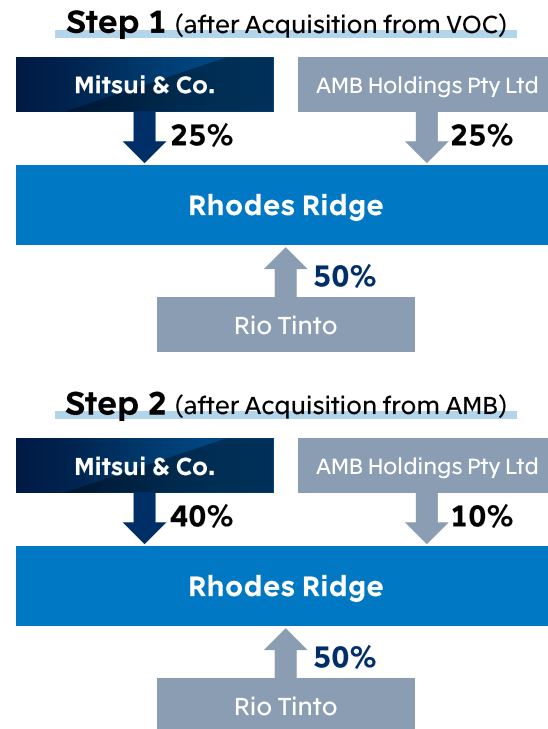 Step 1 (after Acquisition from VOC)
Mitsui & Co.
AMB Holdings Pty Ltd
25%
25%
Rhodes Ridge
50%
Rio Tinto
Step 2 (after Acquisition from AMB)
Mitsui & Co.
AMB Holdings Pty Ltd
40%
10%
Rhodes Ridge
50%
Rio Tinto